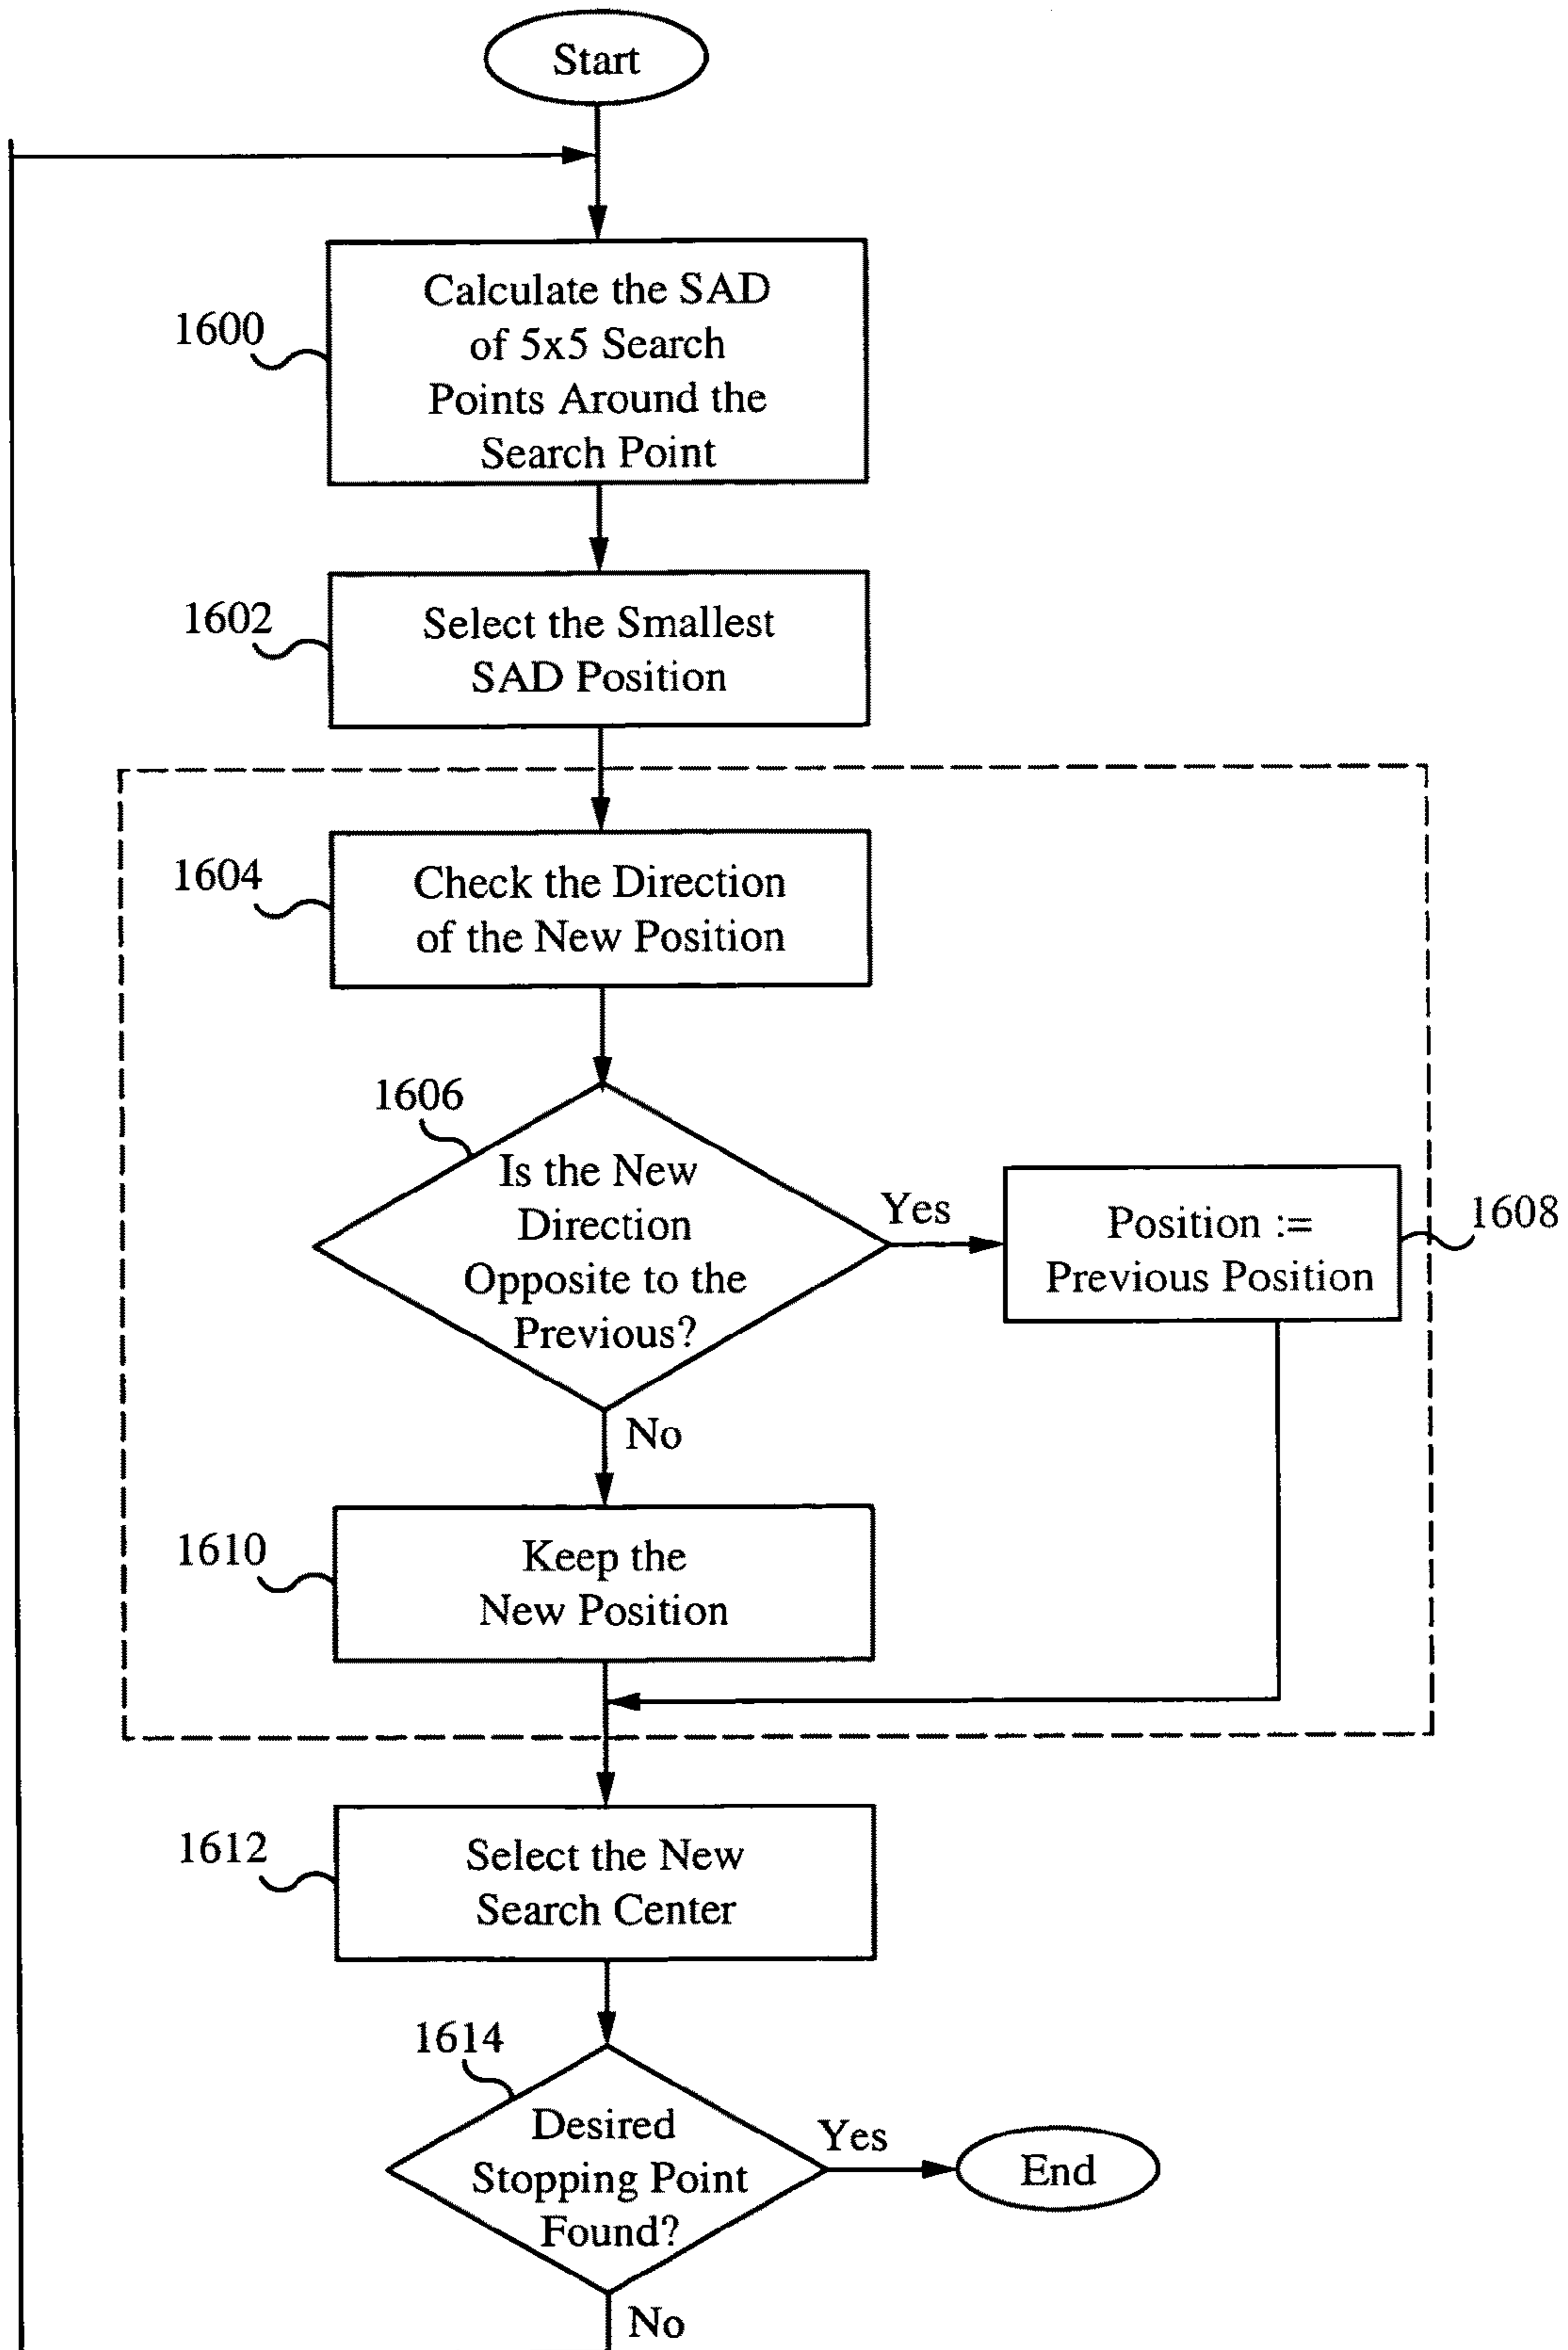 Start
1600
Calculate the SAD
of 5x5 Search
Points Around the
Search Point
1602
Select the Smallest
SAD Position
1604
Check the Direction
of the New Position
1606
Is the New
Direction
Opposite to the
Previous?
Yes
Position :=
Previous Position
1608
No
1610
Keep the
New Position
1612
Select the New
Search Center
1614
Desired
Stopping Point
Found?
Yes
End
No